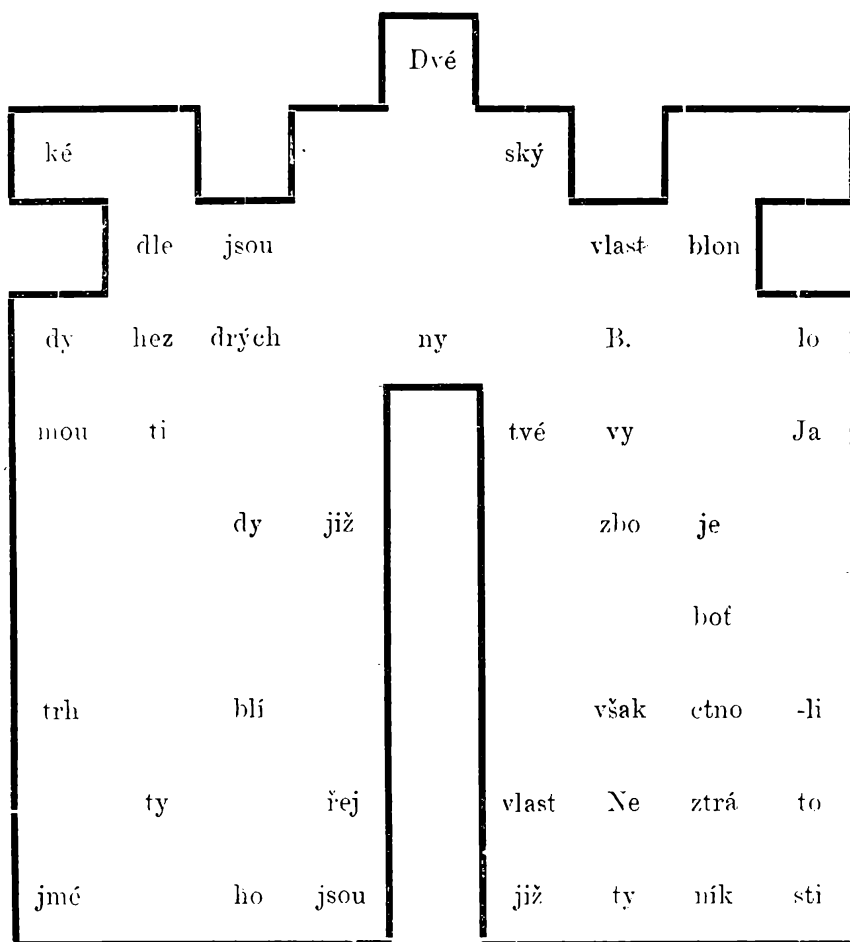 Dvé
ké ský
dle jsou vlast blon
dy hez drých ny B. lo
mou ti tvé vy Ja
dy již zbo je
boť
trh blí však ctno -li
ty řej vlast Ne ztrá to
jmé ho jsou již ty ník sti